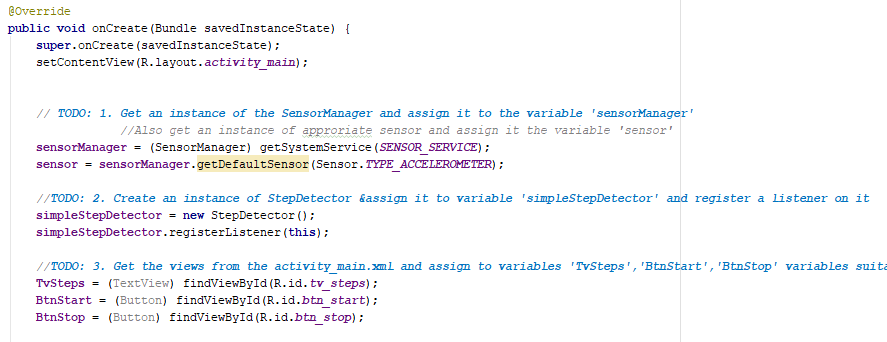 @Override
public void onCreate(Bundle savedInstanceState) {
super.onCreate(savedInstanceState);
setContentView(R.layout.activity_main);
// TODO: 1. Get an instance of the SensorManager and assign it to the variable 'sensorManager'
//Also get an instance of approriate sensor and assign it the variable 'sensor'
sensorManager = (SensorManager) getSystemService(SENSOR_SERVICE);
sensor = sensorManager.getDefaultSensor(Sensor.TYPE_ACCELEROMETER);
//TODO: 2. Create an instance of StepDetector &assign it to variable 'simpleStepDetector' and register a listener on it
simpleStepDetector = new StepDetector();
simpleStepDetector.registerListener(this);
//TODO: 3. Get the views from the activity_main.xml and assign to variables 'TvSteps','BtnStart','BtnStop' variables suita
TvSteps = (TextView) findViewById(R.id.tv_steps);
BtnStart = (Button) findViewById(R.id.btn_start);
BtnStop = (Button) findViewById(R.id.btn_stop);